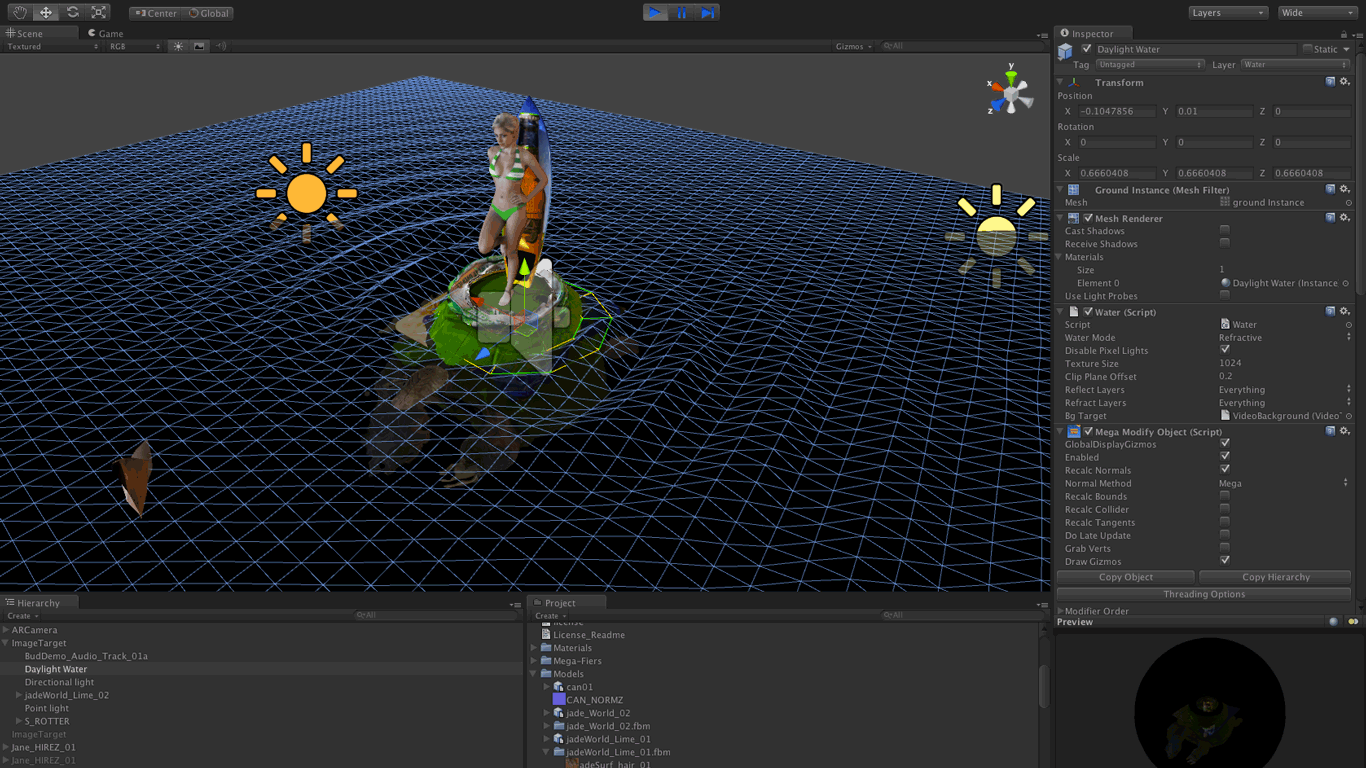 Center Global Layers Wide
Scene Game
Textured RGB Gizmos All
y
x
z
Hierarchy
Create All
ARCamera
ImageTarget
BudDemo_Audio_Track_01a
Daylight Water
Directional light
jadeWorld_Lime_02
Point light
S_ROTTER
ImageTarget
Jane_HIREZ_01
Jane_HIREZ_01
Project
Create All
license
License_Readme
Materials
Mega-Fiers
Models
can01
CAN_NORMZ
jade_World_02
jade_World_02.fbm
jadeWorld_Lime_01
jadeWorld_Lime_01.fbm
jadeSurf_hair_01
Inspector
Daylight Water Static
Tag Untagged Layer Water
Transform
Position
X -0.1047856 Y 0.01 Z 0
Rotation
X 0 Y 0 Z 0
Scale
X 0.6660408 Y 0.6660408 Z 0.6660408
Ground Instance (Mesh Filter)
Mesh ground Instance
Mesh Renderer
Cast Shadows
Receive Shadows
Materials
Size 1
Element 0 Daylight Water (Instance
Use Light Probes
Water (Script)
Script Water
Water Mode Refractive
Disable Pixel Lights
Texture Size 1024
Clip Plane Offset 0.2
Reflect Layers Everything
Refract Layers Everything
Bg Target VideoBackground (Video
Mega Modify Object (Script)
GlobalDisplayGizmos
Enabled
Recalc Normals
Normal Method Mega
Recalc Bounds
Recalc Collider
Recalc Tangents
Do Late Update
Grab Verts
Draw Gizmos
Copy Object Copy Hierarchy
Threading Options
Modifier Order
Preview